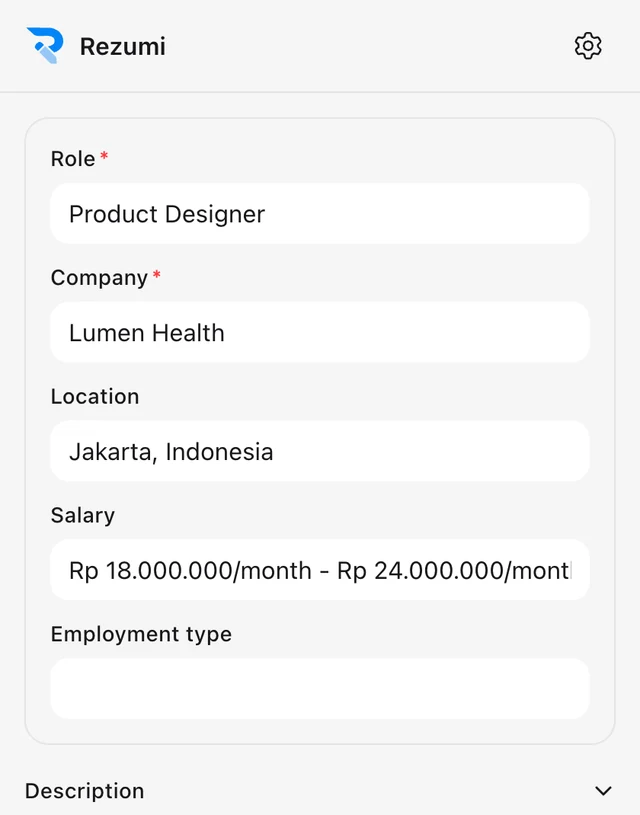 Rezumi
Role *
Product Designer
Company *
Lumen Health
Location
Jakarta, Indonesia
Salary
Rp 18.000.000/month - Rp 24.000.000/mont
Employment type
Description